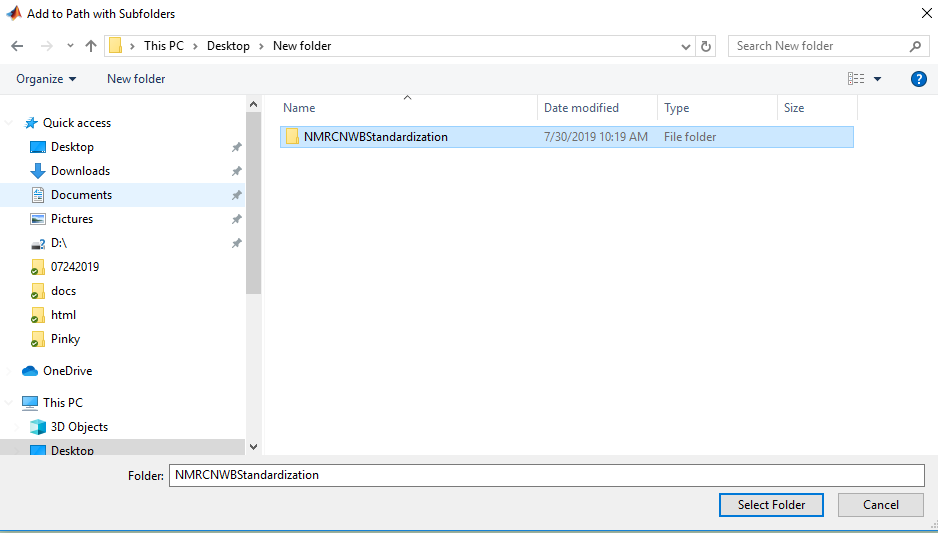 Add to Path with Subfolders
This PC > Desktop > New folder
Search New folder
Organize
New folder
?
Name Date modified Type Size
NMRCNWBStandardization 7/30/2019 10:19 AM File folder
Quick access
Desktop
Downloads
Documents
Pictures
D:\
07242019
docs
html
Pinky
OneDrive
This PC
3D Objects
Desktop
Folder: NMRCNWBStandardization
Select Folder
Cancel